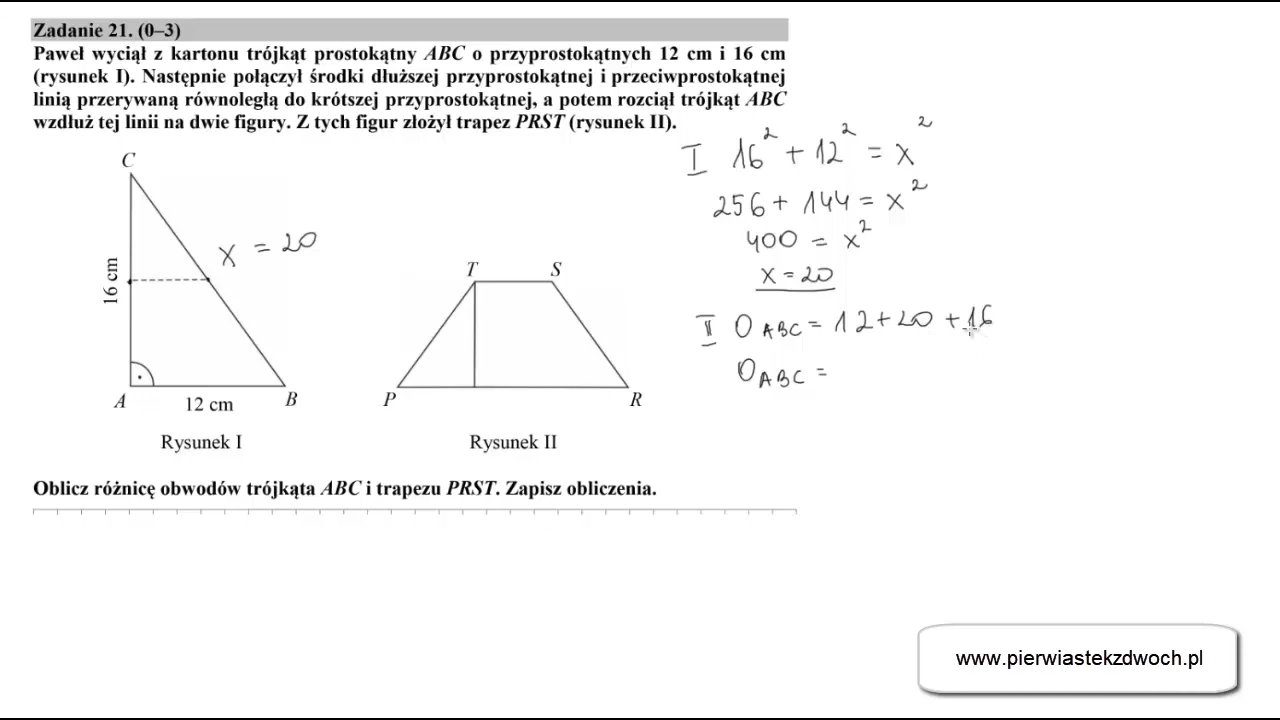 Zadanie 21. (0–3)
Paweł wyciął z kartonu trójkąt prostokątny ABC o przyprostokątnych 12 cm i 16 cm
(rysunek I). Następnie połączył środki dłuższej przyprostokątnej i przeciwprostokątnej
linią przerywaną równoległą do krótszej przyprostokątnej, a potem rozciął trójkąt ABC
wzdłuż tej linii na dwie figury. Z tych figur złożył trapez PRST (rysunek II).
I 16² + 12² = x²
256 + 144 = x²
400 = x²
x = 20
II O ABC = 12 + 20 + 16
O ABC =
C
x = 20
16 cm
A
12 cm
B
Rysunek I
T
S
P
R
Rysunek II
Oblicz różnicę obwodów trójkąta ABC i trapezu PRST. Zapisz obliczenia.
www.pierwiastekzdwoch.pl